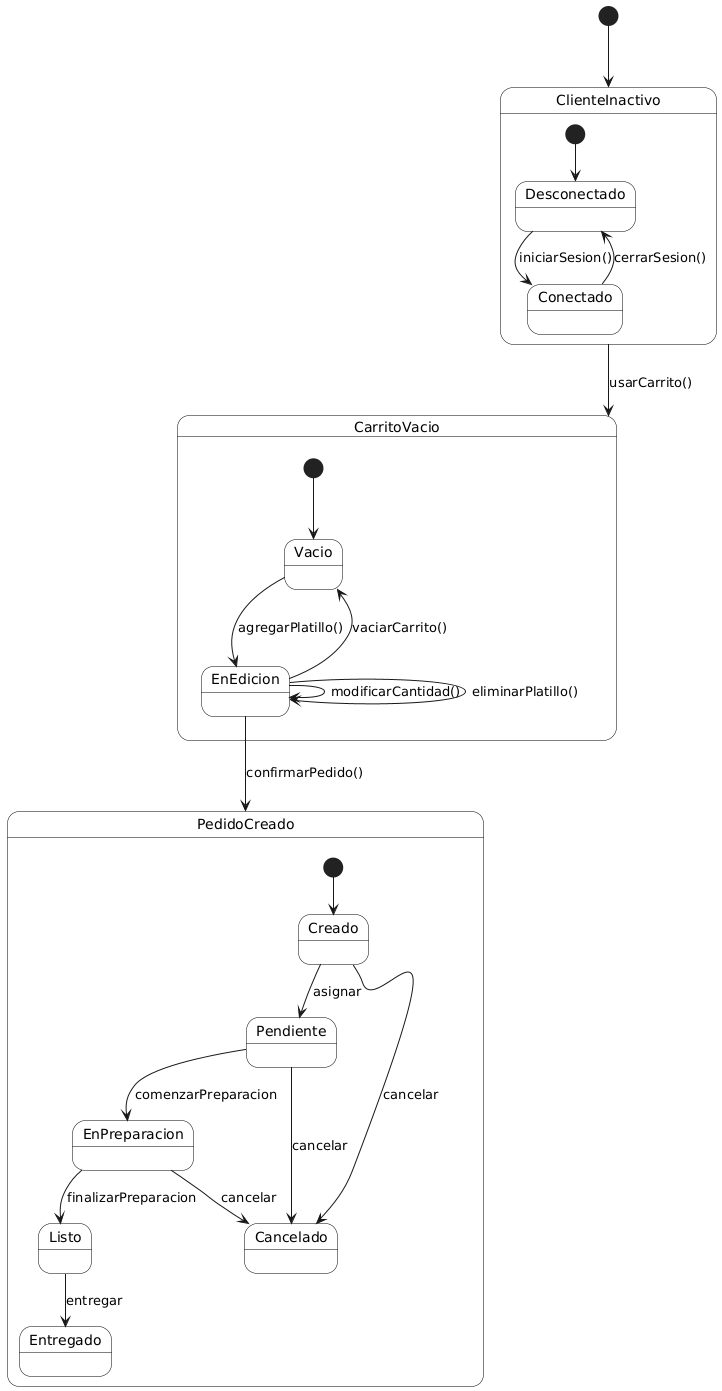 ClienteInactivo
Desconectado
iniciarSesion()
cerrarSesion()
Conectado
usarCarrito()
CarritoVacio
Vacio
agregarPlatillo()
vaciarCarrito()
EnEdicion
modificarCantidad()
eliminarPlatillo()
confirmarPedido()
PedidoCreado
Creado
asignar
Pendiente
comenzarPreparacion
cancelar
EnPreparacion
cancelar
finalizarPreparacion
cancelar
Listo
Cancelado
entregar
Entregado